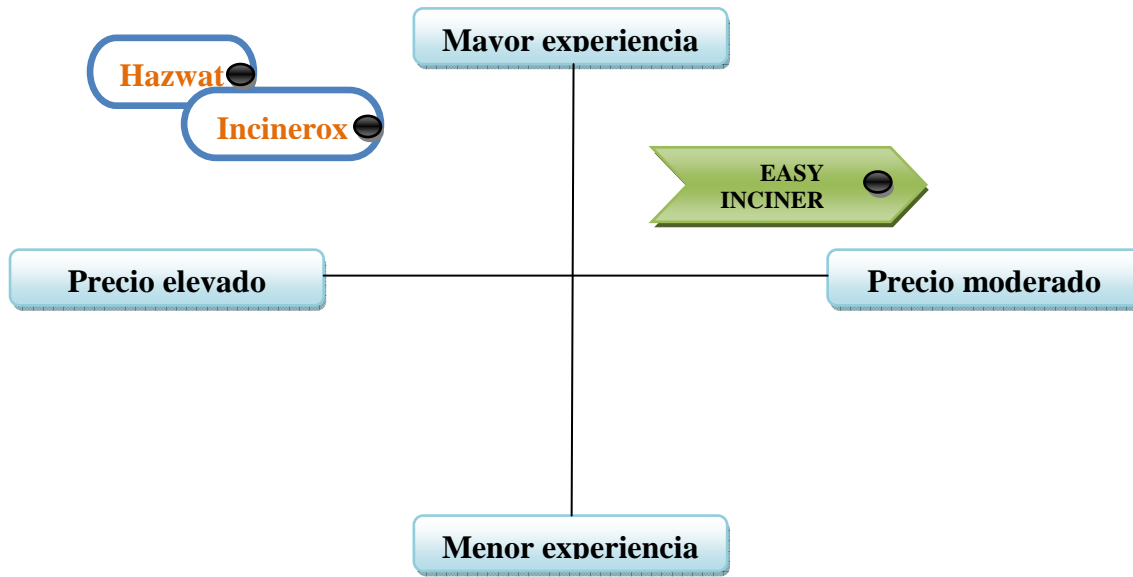 Mayor experiencia
Hazwat
Incinerox
EASY
INCINER
Precio elevado
Precio moderado
Menor experiencia